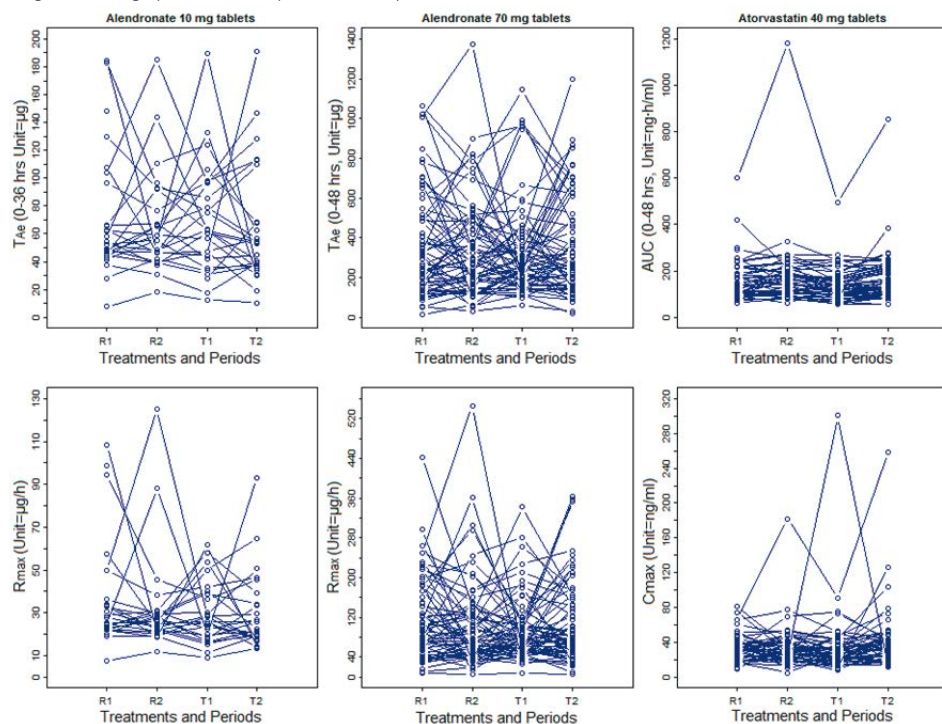 Alendronate 10 mg tablets
TAe (0-36 hrs Unit=µg)
0 10 20 30 40 50 60 70 80 90 100 120 140 160 180 200
R1 R2 T1 T2
Treatments and Periods
Alendronate 70 mg tablets
TAe (0-48 hrs, Unit=µg)
0 200 400 600 800 1000 1200 1400
R1 R2 T1 T2
Treatments and Periods
Atorvastatin 40 mg tablets
AUC (0-48 hrs, Unit=ng·h/ml)
0 200 400 600 800 1000 1200
R1 R2 T1 T2
Treatments and Periods
Rmax (Unit=µg/h)
0 10 30 50 70 90 110 130
R1 R2 T1 T2
Treatments and Periods
Rmax (Unit=µg/h)
0 40 120 200 280 360 440 520
R1 R2 T1 T2
Treatments and Periods
Cmax (Unit=ng/ml)
0 40 80 120 160 200 240 280 320
R1 R2 T1 T2
Treatments and Periods